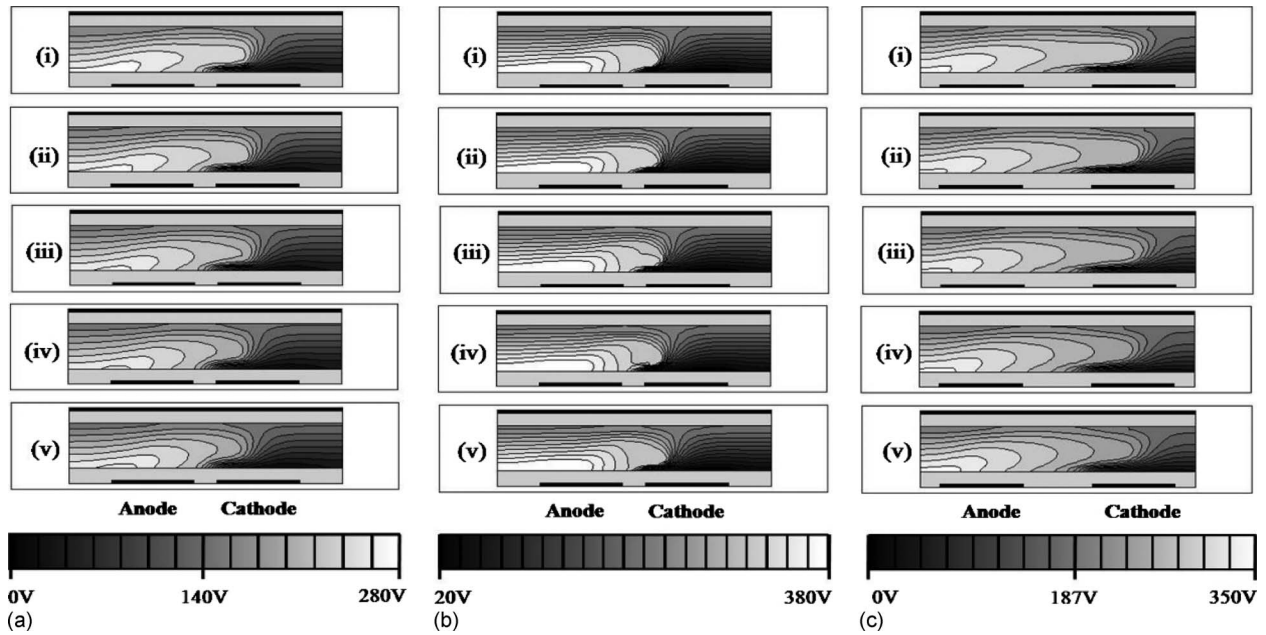 (i)
(ii)
(iii)
(iv)
(v)
Anode Cathode
0V 140V 280V
(a)
(i)
(ii)
(iii)
(iv)
(v)
Anode Cathode
20V 380V
(b)
(i)
(ii)
(iii)
(iv)
(v)
Anode Cathode
0V 187V 350V
(c)